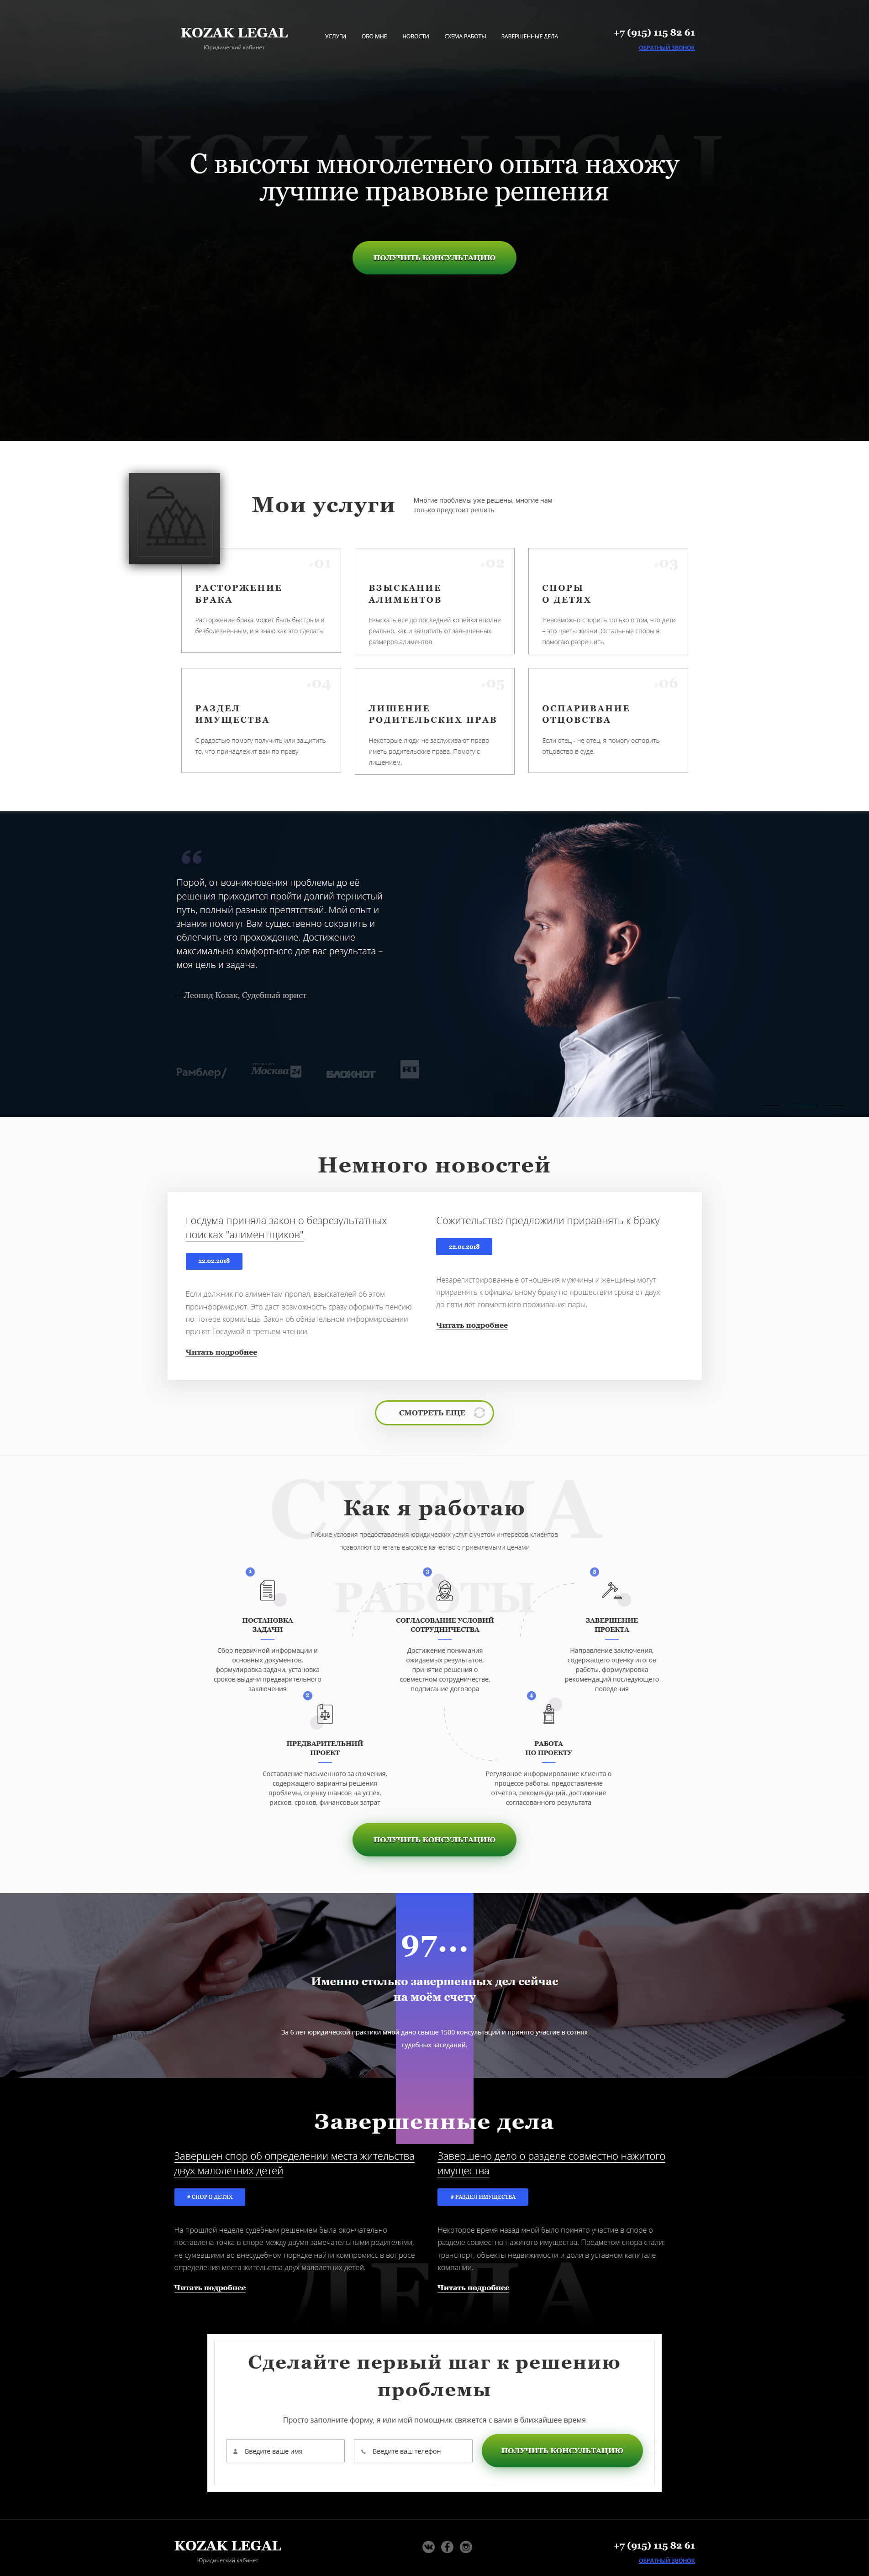 KOZAK LEGAL
Юридический кабинет
УСЛУГИ ОБО МНЕ НОВОСТИ СХЕМА РАБОТЫ ЗАВЕРШЕННЫЕ ДЕЛА
+7 (915) 115 82 61
ОБРАТНЫЙ ЗВОНОК
KOZAK LEGAL
С высоты многолетнего опыта нахожу
лучшие правовые решения
ПОЛУЧИТЬ КОНСУЛЬТАЦИЮ
Мои услуги
Многие проблемы уже решены, многие нам
только предстоит решить
#01
РАСТОРЖЕНИЕ
БРАКА
Расторжение брака может быть быстрым и
безболезненным, и я знаю как это сделать
#02
ВЗЫСКАНИЕ
АЛИМЕНТОВ
Взыскать все до последней копейки вполне
реально, как и защитить от завышенных
размеров алиментов.
#03
СПОРЫ
О ДЕТЯХ
Невозможно спорить только о том, что дети
– это цветы жизни. Остальные споры я
помогаю разрешить.
#04
РАЗДЕЛ
ИМУЩЕСТВА
С радостью помогу получить или защитить
то, что принадлежит вам по праву
#05
ЛИШЕНИЕ
РОДИТЕЛЬСКИХ ПРАВ
Некоторые люди не заслуживают право
иметь родительские права. Помогу с
лишением.
#06
ОСПАРИВАНИЕ
ОТЦОВСТВА
Если отец - не отец, я помогу оспорить
отцовство в суде.
“
Порой, от возникновения проблемы до её
решения приходится пройти долгий тернистый
путь, полный разных препятствий. Мой опыт и
знания помогут Вам существенно сократить и
облегчить его прохождение. Достижение
максимально комфортного для вас результата –
моя цель и задача.
– Леонид Козак, Судебный юрист
Рамблер/
Москва 24
БЛОКНОТ
RT
Немного новостей
Госдума приняла закон о безрезультатных
поисках "алиментщиков"
22.02.2018
Если должник по алиментам пропал, взыскателей об этом
проинформируют. Это даст возможность сразу оформить пенсию
по потере кормильца. Закон об обязательном информировании
принят Госдумой в третьем чтении.
Читать подробнее
Сожительство предложили приравнять к браку
22.01.2018
Незарегистрированные отношения мужчины и женщины могут
приравнять к официальному браку по прошествии срока от двух
до пяти лет совместного проживания пары.
Читать подробнее
СМОТРЕТЬ ЕЩЕ
СХЕМА
Как я работаю
Гибкие условия предоставления юридических услуг с учетом интересов клиентов
позволяют сочетать высокое качество с приемлемыми ценами
РАБОТЫ
1
ПОСТАНОВКА
ЗАДАЧИ
Сбор первичной информации и
основных документов,
формулировка задачи, установка
сроков выдачи предварительного
заключения
3
СОГЛАСОВАНИЕ УСЛОВИЙ
СОТРУДНИЧЕСТВА
Достижение понимания
ожидаемых результатов,
принятие решения о
совместном сотрудничестве,
подписание договора
ЗАВЕРШЕНИЕ
ПРОЕКТА
Направление заключения,
содержащего оценку итогов
работы, формулировка
рекомендаций последующего
поведения
ПРЕДВАРИТЕЛЬНИЙ
ПРОЕКТ
Составление письменного заключения,
содержащего варианты решения
проблемы, оценку шансов на успех,
рисков, сроков, финансовых затрат
4
РАБОТА
ПО ПРОЕКТУ
Регулярное информирование клиента о
процессе работы, предоставление
отчетов, рекомендаций, достижение
согласованного результата
ПОЛУЧИТЬ КОНСУЛЬТАЦИЮ
97...
Именно столько завершенных дел сейчас
на моём счету
За 6 лет юридической практики мной дано свыше 1500 консультаций и принято участие в сотнях
судебных заседаний.
Завершенные дела
Завершен спор об определении места жительства
двух малолетних детей
# СПОР О ДЕТЯХ
На прошлой неделе судебным решением была окончательно
поставлена точка в споре между двумя замечательными родителями,
не сумевшими во внесудебном порядке найти компромисс в вопросе
определения места жительства двух малолетних детей.
Читать подробнее
Завершено дело о разделе совместно нажитого
имущества
# РАЗДЕЛ ИМУЩЕСТВА
Некоторое время назад мной было принято участие в споре о
разделе совместно нажитого имущества. Предметом спора стали:
транспорт, объекты недвижимости и доли в уставном капитале
компании.
Читать подробнее
ДЕЛА
Сделайте первый шаг к решению
проблемы
Просто заполните форму, я или мой помощник свяжется с вами в ближайшее время
Введите ваше имя
Введите ваш телефон
ПОЛУЧИТЬ КОНСУЛЬТАЦИЮ
KOZAK LEGAL
Юридический кабинет
+7 (915) 115 82 61
ОБРАТНЫЙ ЗВОНОК